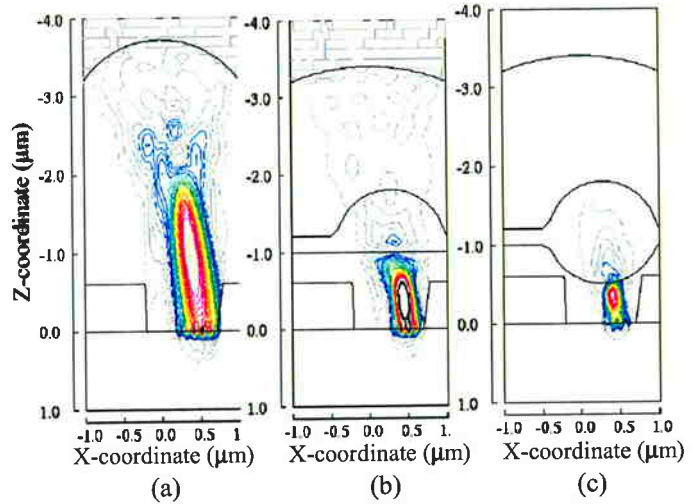 -4.0 -4.0 -4.0
-3.0 -3.0 -3.0
-2.0 -2.0 -2.0
-1.0 -1.0 -1.0
0.0 0.0 0.0
1.0 1.0 1.0
Z-coordinate (μm)
-1.0 -0.5 0.0 0.5 1.0
-1.0 -0.5 0.0 0.5 1.0
-1.0 -0.5 0.0 0.5 1.0
X-coordinate (μm) X-coordinate (μm) X-coordinate (μm)
(a) (b) (c)